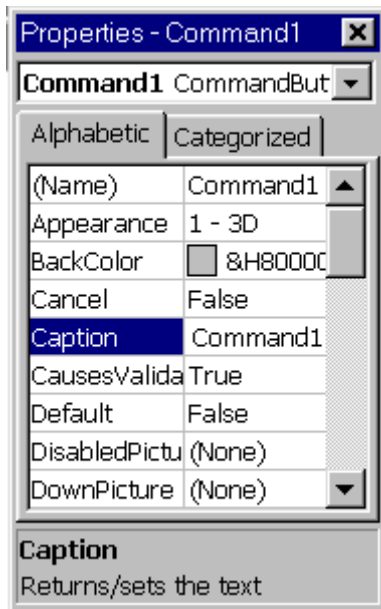 Properties - Command1
Command1 CommandBut
Alphabetic Categorized
(Name) Command1
Appearance 1 - 3D
BackColor &H8000C
Cancel False
Caption Command1
CausesValida True
Default False
DisabledPictu (None)
DownPicture (None)
Caption
Returns/sets the text